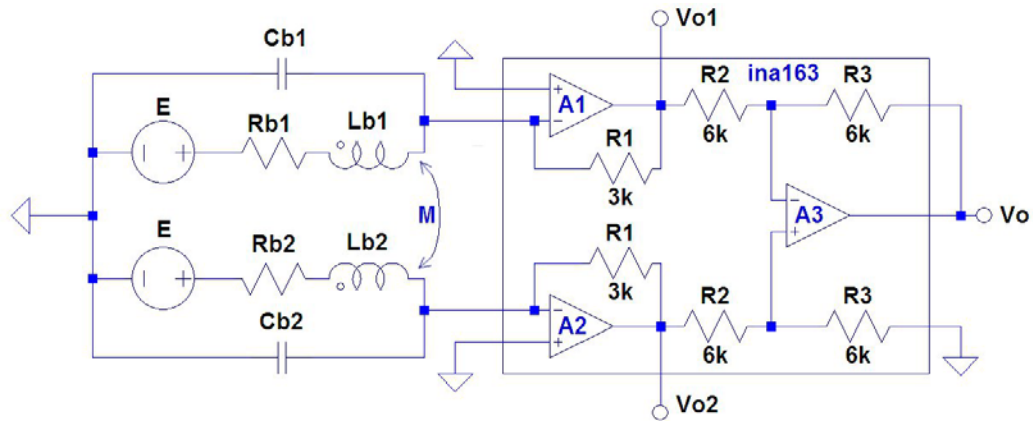 Vo1
Cb1
ina163
R2
R3
E
Rb1
Lb1
+
A1
−
6k
6k
R1
3k
−
+
M
−
A3
+
Vo
E
Rb2
Lb2
R1
3k
−
+
−
A2
+
R2
R3
Cb2
6k
6k
Vo2